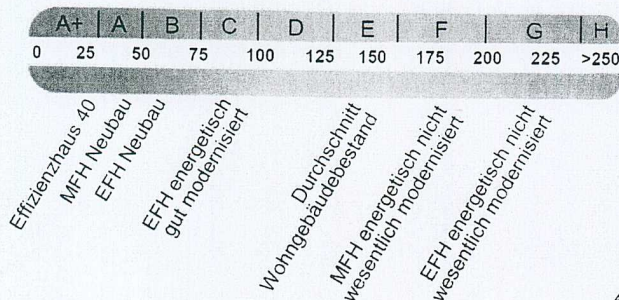 A+ A B C D E F G H
0 25 50 75 100 125 150 175 200 225 >250
Effizienzhaus 40
MFH Neubau
EFH Neubau
EFH energetisch
gut modernisiert
Durchschnitt
Wohngebäudebestand
MFH energetisch nicht
wesentlich modernisiert
EFH energetisch nicht
wesentlich modernisiert